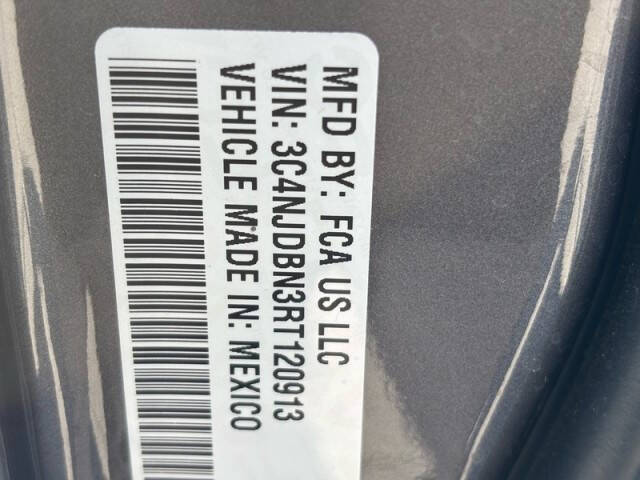 MFD BY: FCA US LLC
VIN: 3C4NJDBN3RT120913
VEHICLE MADE IN: MEXICO